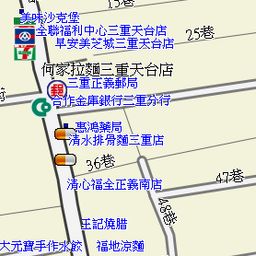 美味沙克堡
全聯福利中心三重天台店
早安美芝城三重天台店
15巷
25巷
何家拉麵三重天台店
三重正義郵局
合作金庫銀行三重分行
惠鴻藥局
清水排骨麵三重店
36巷
清心福全正義南店
47巷
48巷
汪記燒腊
大元寶手作水餃
福地涼麵